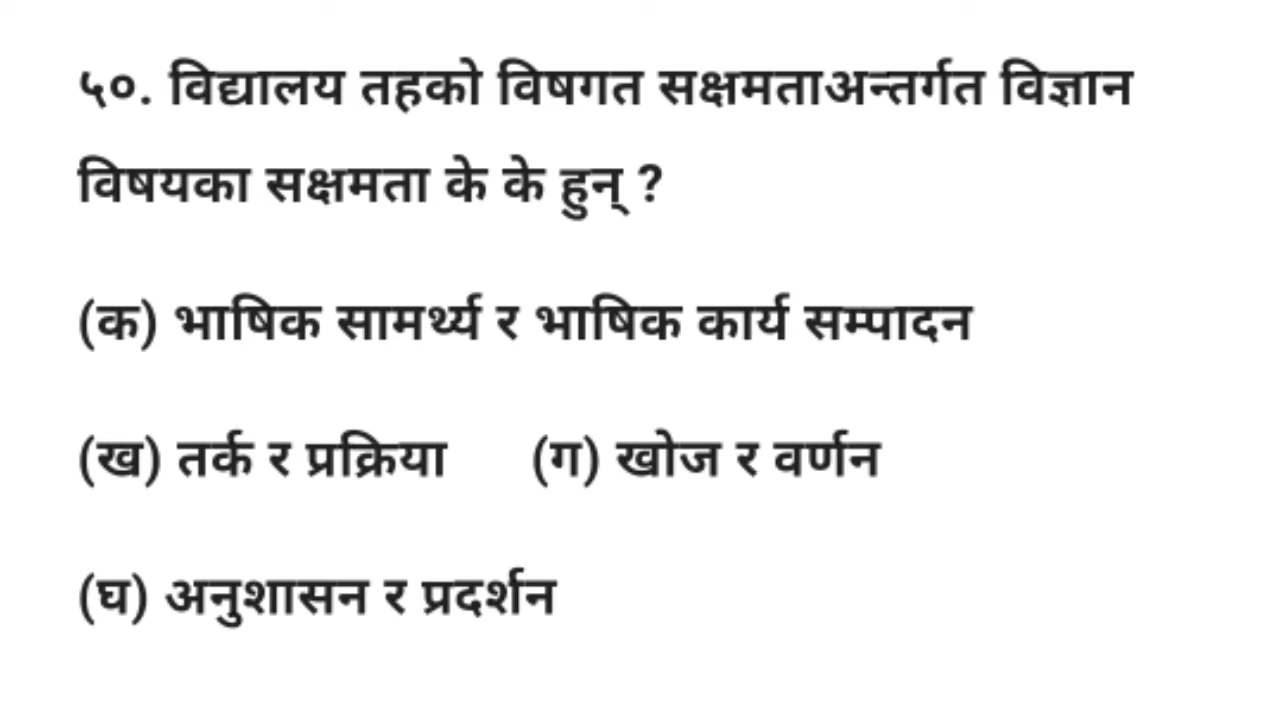 ५०. विद्यालय तहको विषगत सक्षमताअन्तर्गत विज्ञान
विषयका सक्षमता के के हुन् ?
(क) भाषिक सामर्थ्य र भाषिक कार्य सम्पादन
(ख) तर्क र प्रक्रिया (ग) खोज र वर्णन
(घ) अनुशासन र प्रदर्शन